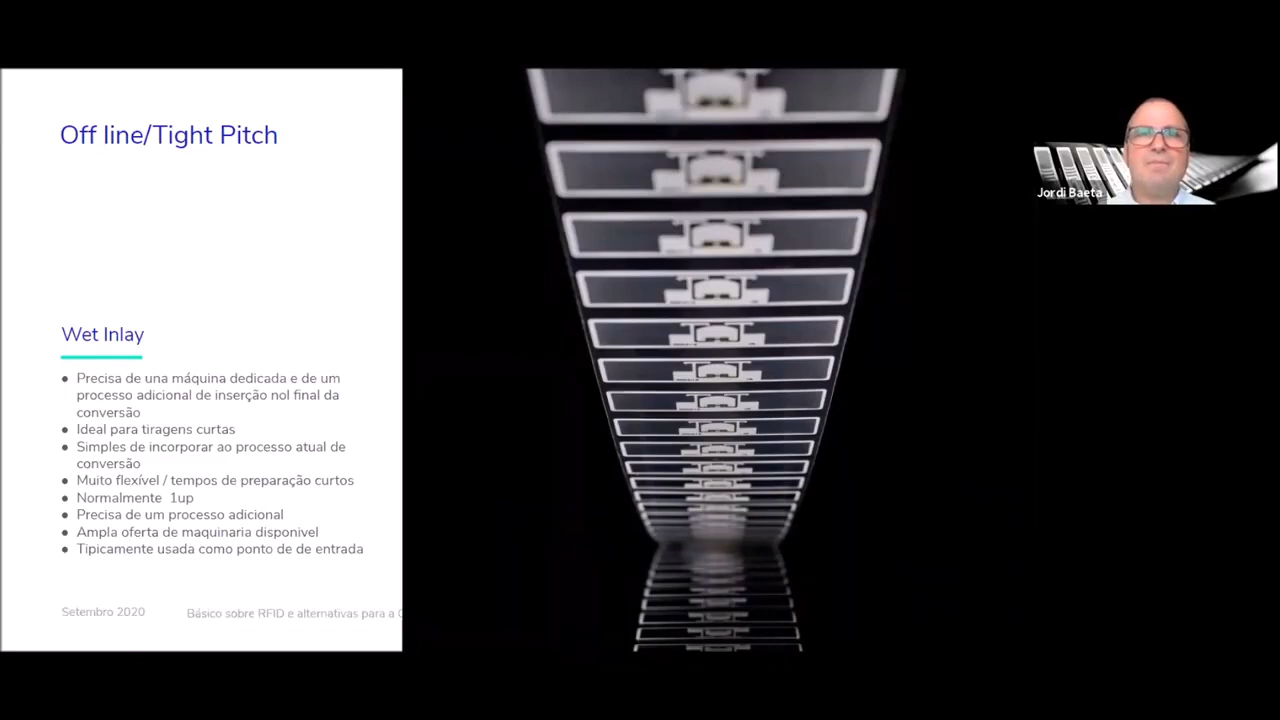 Off line/Tight Pitch
Wet Inlay
● Precisa de una máquina dedicada e de um
processo adicional de inserção nol final da
conversão
● Ideal para tiragens curtas
● Simples de incorporar ao processo atual de
conversão
● Muito flexível / tempos de preparação curtos
● Normalmente 1up
● Precisa de um processo adicional
● Ampla oferta de maquinaria disponivel
● Tipicamente usada como ponto de de entrada
Setembro 2020
Básico sobre RFID e alternativas para a
Jordi Baeta